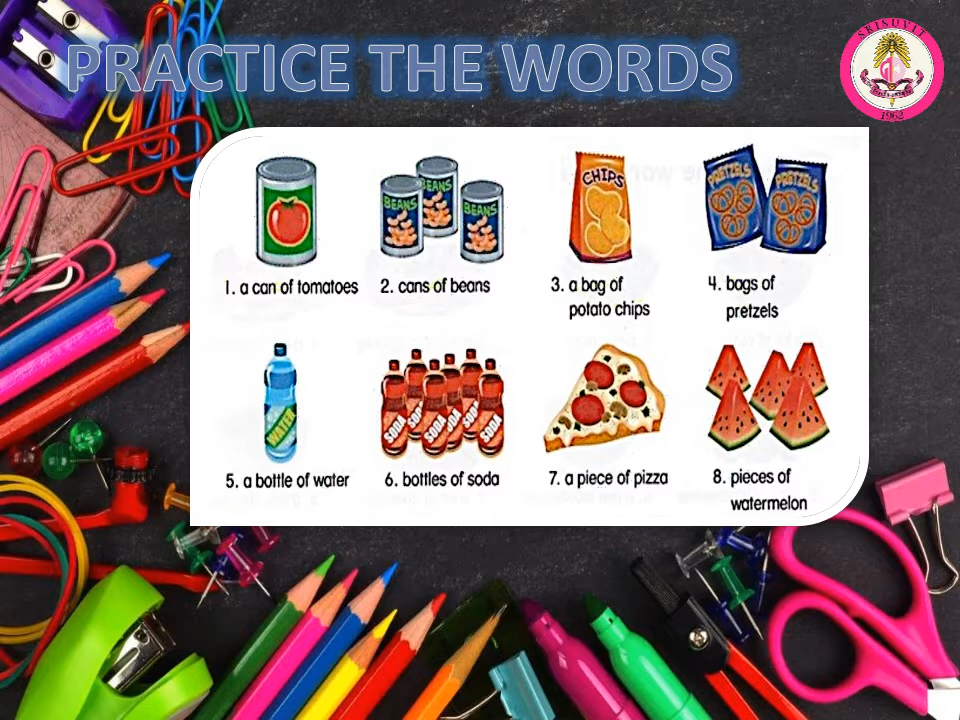 PRACTICE THE WORDS
SRISUVIT
1962
CHIPS
PRETZELS
PRETZELS
BEANS
BEANS
BEANS
1. a can of tomatoes
2. cans of beans
3. a bag of
potato chips
4. bags of
pretzels
WATER
SODA
SODA
SODA
SODA
5. a bottle of water
6. bottles of soda
7. a piece of pizza
8. pieces of
watermelon